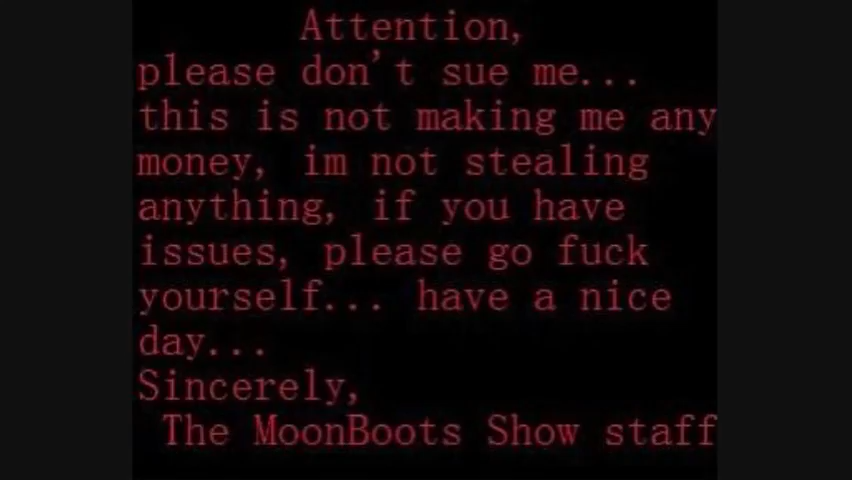 Attention,
please don't sue me...
this is not making me any
money, im not stealing
anything, if you have
issues, please go fuck
yourself... have a nice
day...
Sincerely,
The MoonBoots Show staff